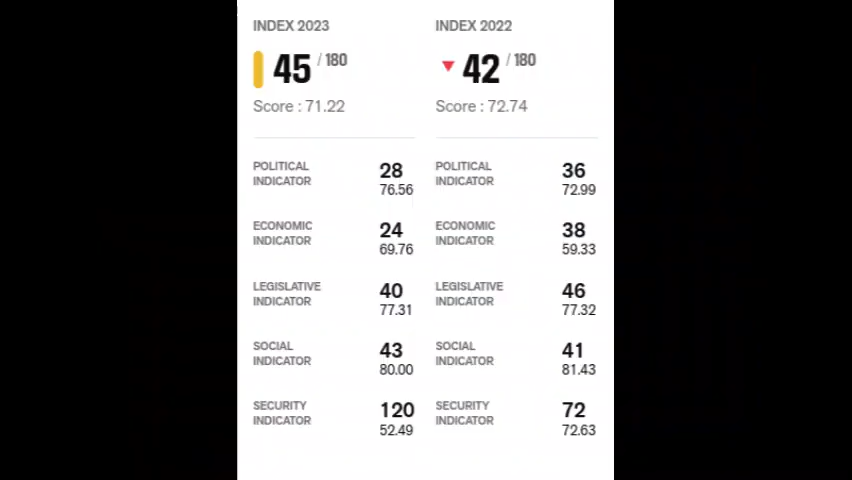 INDEX 2023
45 / 180
Score : 71.22
POLITICAL
INDICATOR
28
76.56
ECONOMIC
INDICATOR
24
69.76
LEGISLATIVE
INDICATOR
40
77.31
SOCIAL
INDICATOR
43
80.00
SECURITY
INDICATOR
120
52.49
INDEX 2022
42 / 180
Score : 72.74
POLITICAL
INDICATOR
36
72.99
ECONOMIC
INDICATOR
38
59.33
LEGISLATIVE
INDICATOR
46
77.32
SOCIAL
INDICATOR
41
81.43
SECURITY
INDICATOR
72
72.63